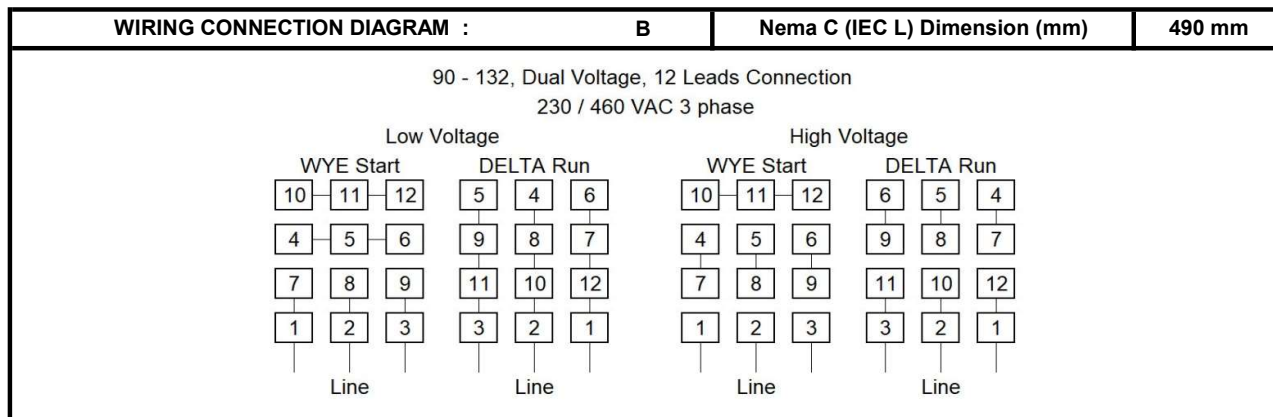 WIRING CONNECTION DIAGRAM : B Nema C (IEC L) Dimension (mm) 490 mm
90 - 132, Dual Voltage, 12 Leads Connection
230 / 460 VAC 3 phase
Low Voltage High Voltage
WYE Start DELTA Run WYE Start DELTA Run
10 11 12 5 4 6 10 11 12 6 5 4
4 5 6 9 8 7 4 5 6 9 8 7
7 8 9 11 10 12 7 8 9 11 10 12
1 2 3 3 2 1 1 2 3 3 2 1
Line Line Line Line